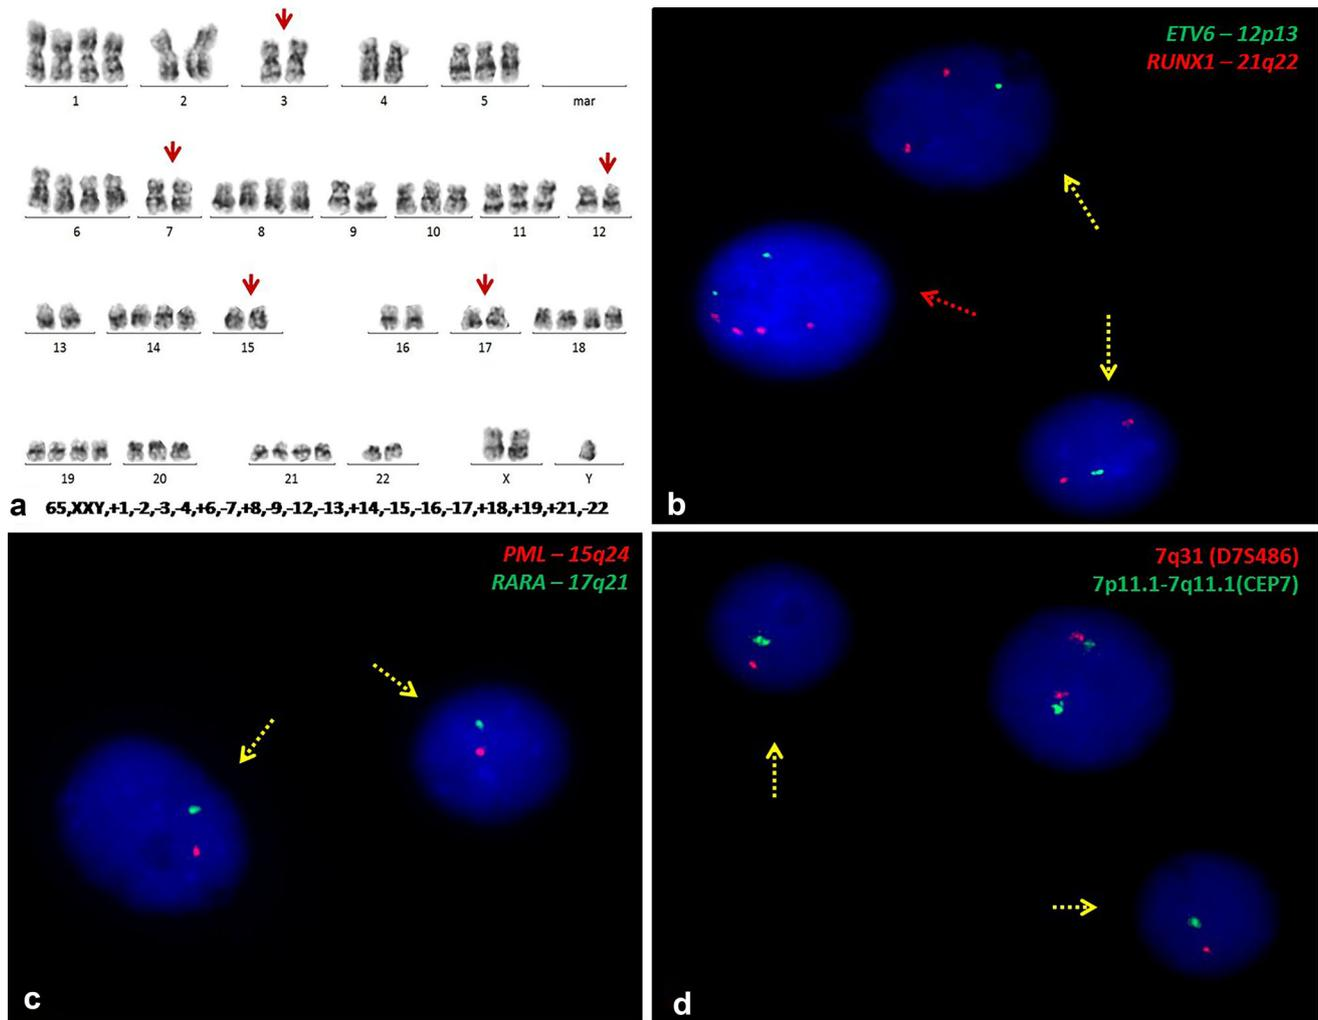 1 2 3 4 5 mar
6 7 8 9 10 11 12
13 14 15 16 17 18
19 20 21 22 X Y
a 65,XXY,+1,-2,-3,-4,+6,-7,+8,-9,-12,-13,+14,-15,-16,-17,+18,+19,+21,-22
ETV6 – 12p13
RUNX1 – 21q22
b
PML – 15q24
RARA – 17q21
c
7q31 (D7S486)
7p11.1-7q11.1(CEP7)
d